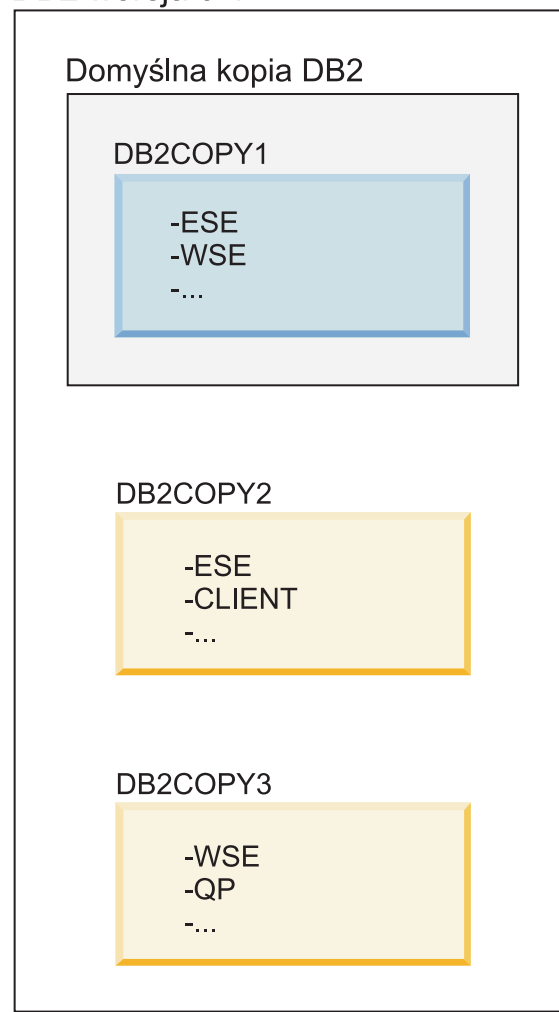 Domyślna kopia DB2
DB2COPY1
-ESE
-WSE
-...
DB2COPY2
-ESE
-CLIENT
-...
DB2COPY3
-WSE
-QP
-...